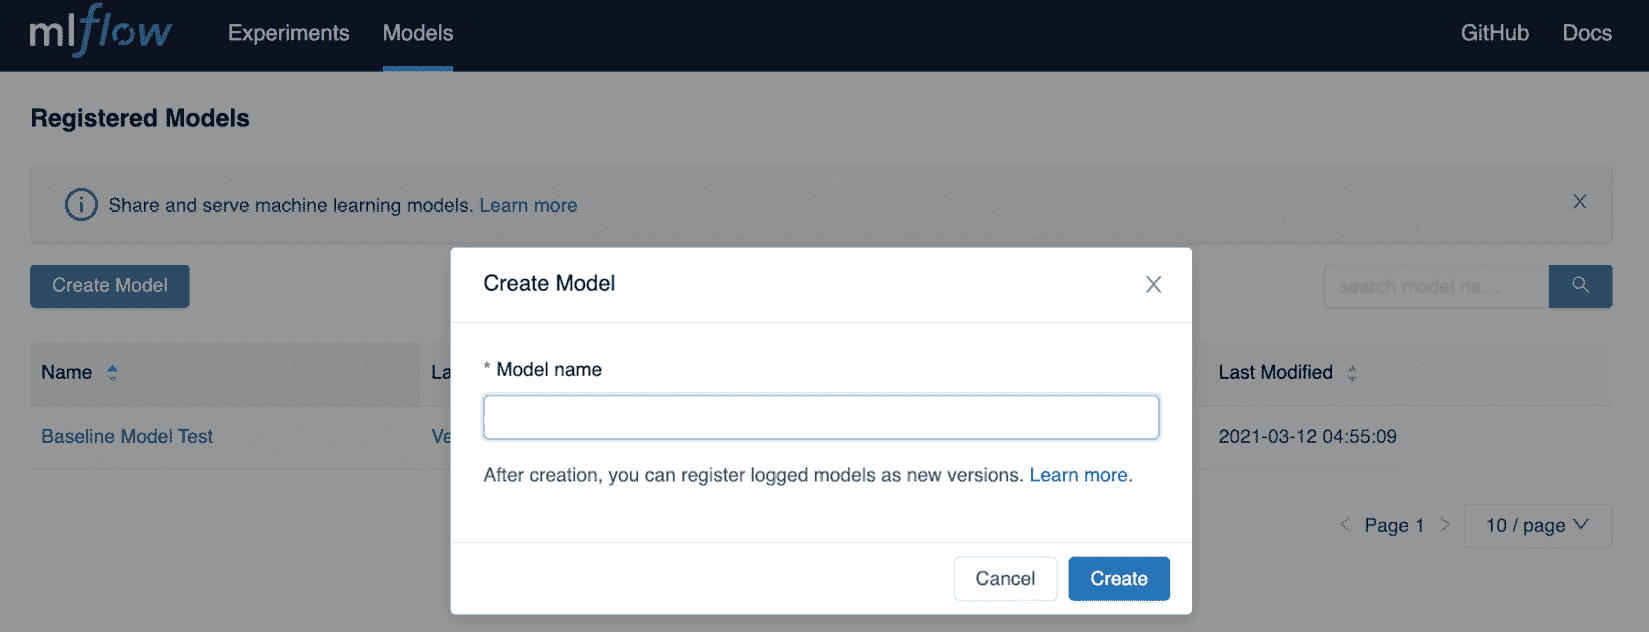 mlflow Experiments Models GitHub Docs
Registered Models
Share and serve machine learning models. Learn more
Create Model
search model na...
Create Model
* Model name
After creation, you can register logged models as new versions. Learn more.
Cancel Create
Name La Last Modified
Baseline Model Test Ve 2021-03-12 04:55:09
Page 1 10 / page